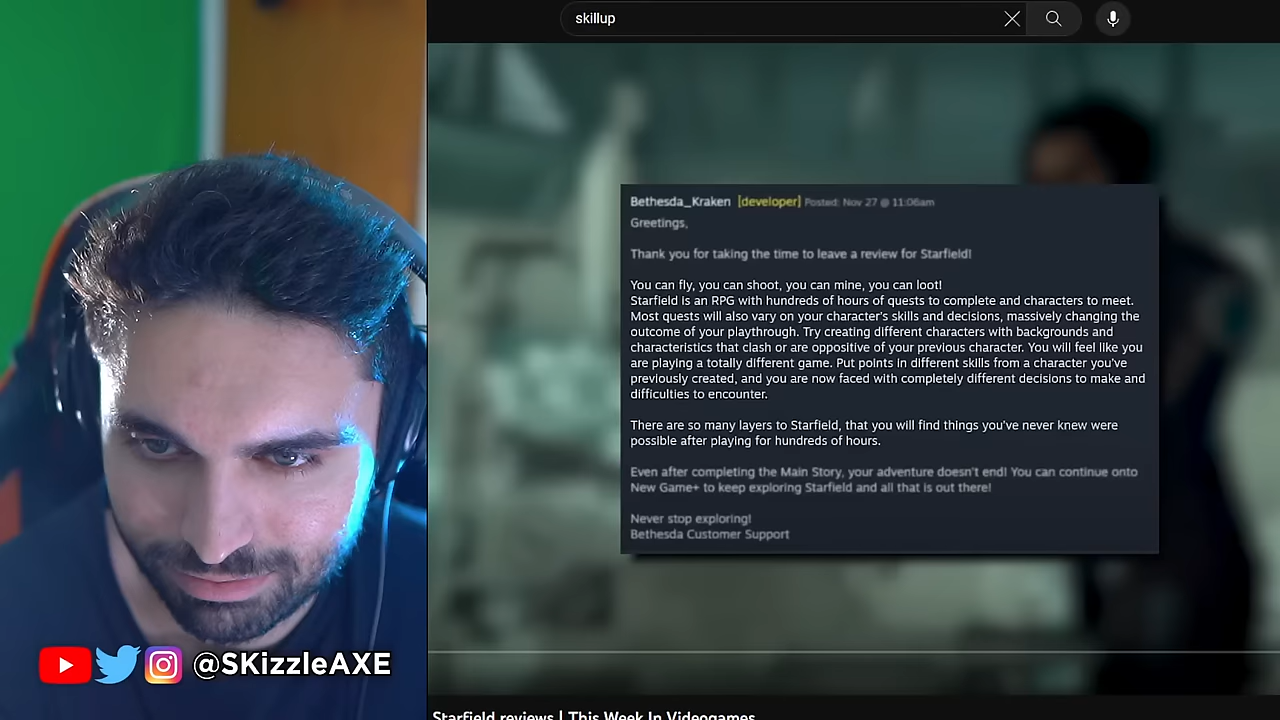 skillup
Bethesda_Kraken [developer] Posted: Nov 27 @ 11:06am
Greetings,
Thank you for taking the time to leave a review for Starfield!
You can fly, you can shoot, you can mine, you can loot!
Starfield is an RPG with hundreds of hours of quests to complete and characters to meet.
Most quests will also vary on your character's skills and decisions, massively changing the
outcome of your playthrough. Try creating different characters with backgrounds and
characteristics that clash or are oppositive of your previous character. You will feel like you
are playing a totally different game. Put points in different skills from a character you've
previously created, and you are now faced with completely different decisions to make and
difficulties to encounter.
There are so many layers to Starfield, that you will find things you've never knew were
possible after playing for hundreds of hours.
Even after completing the Main Story, your adventure doesn't end! You can continue onto
New Game+ to keep exploring Starfield and all that is out there!
Never stop exploring!
Bethesda Customer Support
@SKizzleAXE
Starfield reviews | This Week In Videogames